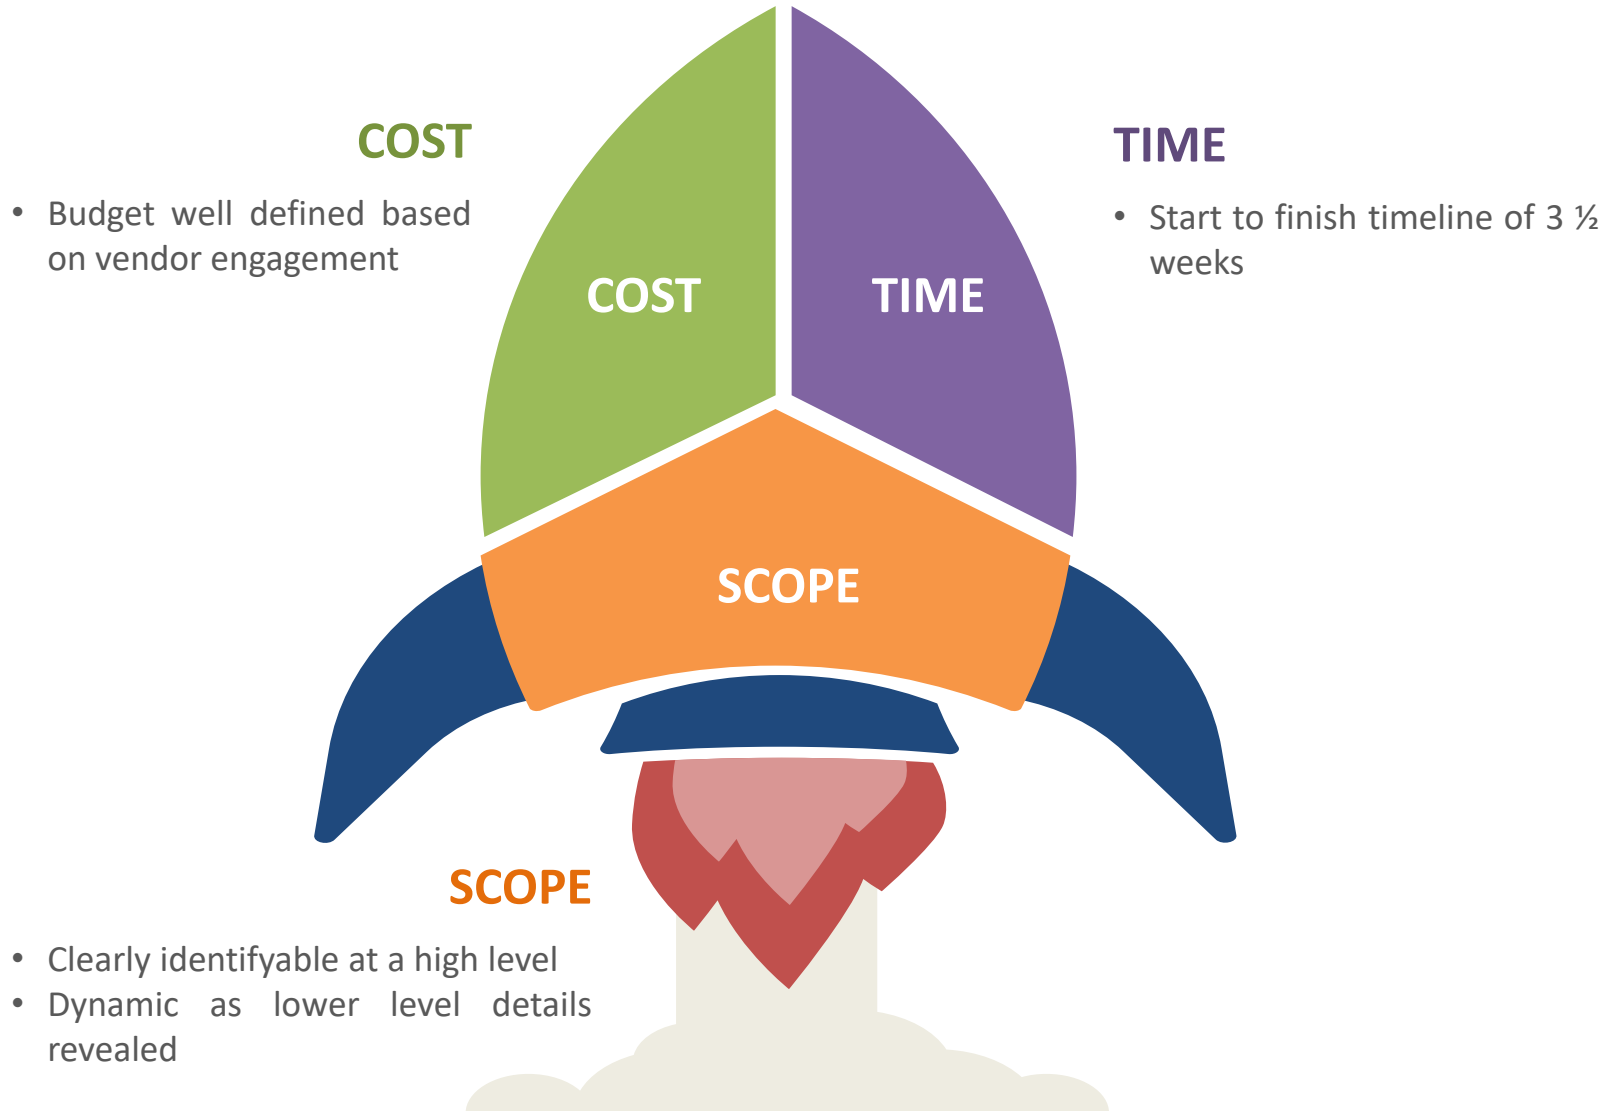 COST
• Budget well defined based
on vendor engagement
TIME
• Start to finish timeline of 3 ½
weeks
COST
TIME
SCOPE
SCOPE
• Clearly identifyable at a high level
• Dynamic as lower level details
revealed